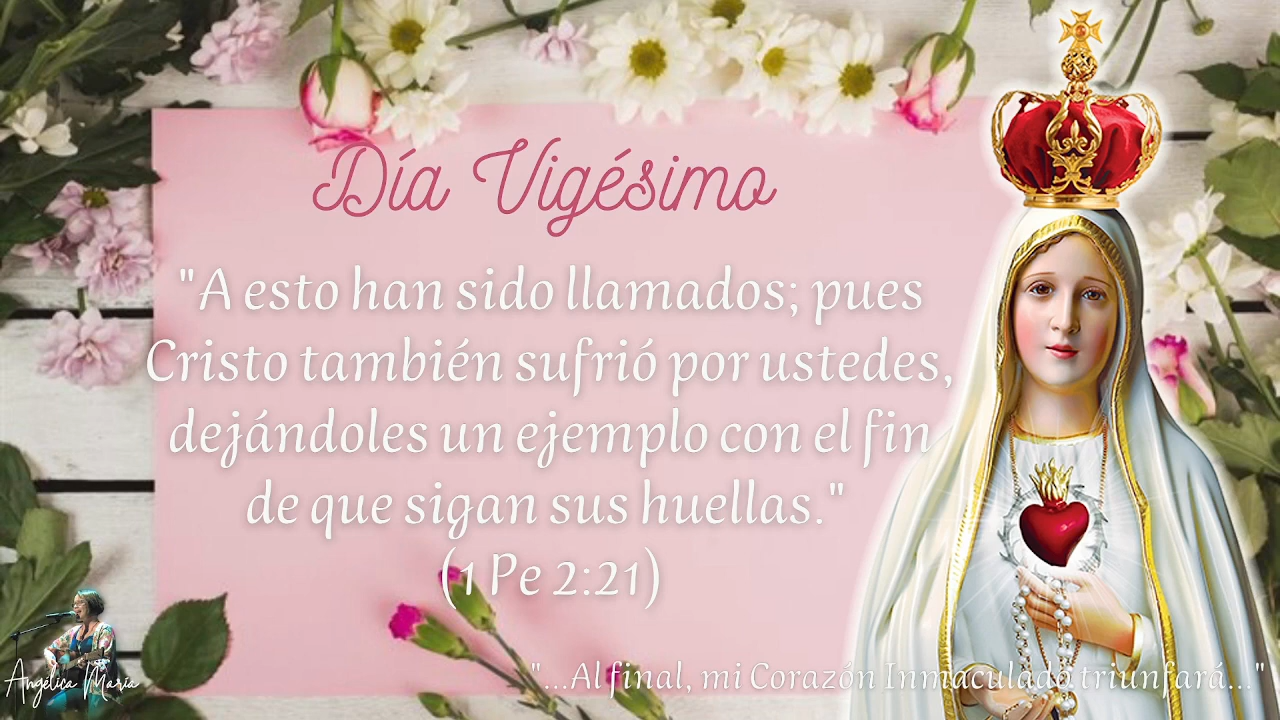 Día Vigésimo
"A esto han sido llamados; pues
Cristo también sufrió por ustedes,
dejándoles un ejemplo con el fin
de que sigan sus huellas."
(1 Pe 2:21)
"...Al final, mi Corazón Inmaculado triunfará..."
Angélica María